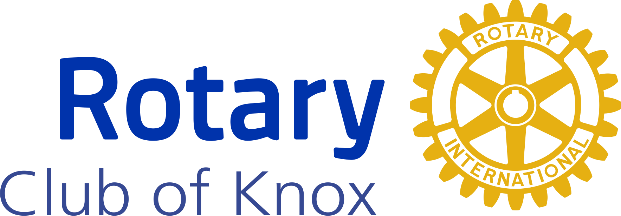 Rotary
Club of Knox
ROTARY
INTERNATIONAL